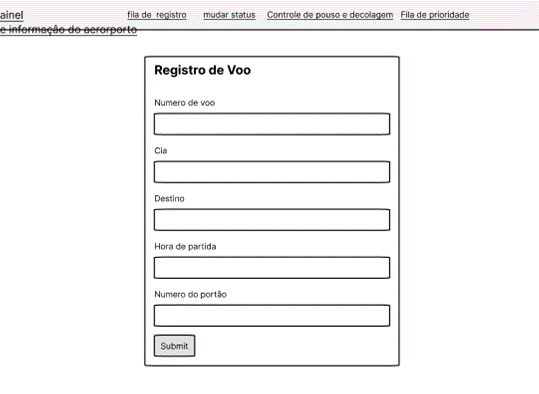 ainel
e informação do aerorporto
fila de registro
mudar status
Controle de pouso e decolagem
Fila de prioridade
Registro de Voo
Numero de voo
Cia
Destino
Hora de partida
Numero do portão
Submit